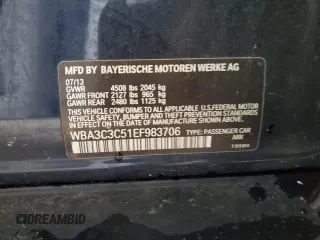 MFD BY BAYERISCHE MOTOREN WERKE AG
07/13
GVWR 4508 lbs 2045 kg
GAWR FRONT 2127 lbs 965 kg
GAWR REAR 2480 lbs 1125 kg
THIS VEHICLE CONFORMS TO ALL APPLICABLE
FEDERAL MOTOR VEHICLE SAFETY, BUMPER,
AND THEFT PREVENTION STANDARDS IN EFFECT
ON THE DATE OF MANUFACTURE SHOWN ABOVE.
WBA3C3C51EF983706 TYPE: PASSENGER CAR
DREAMBID